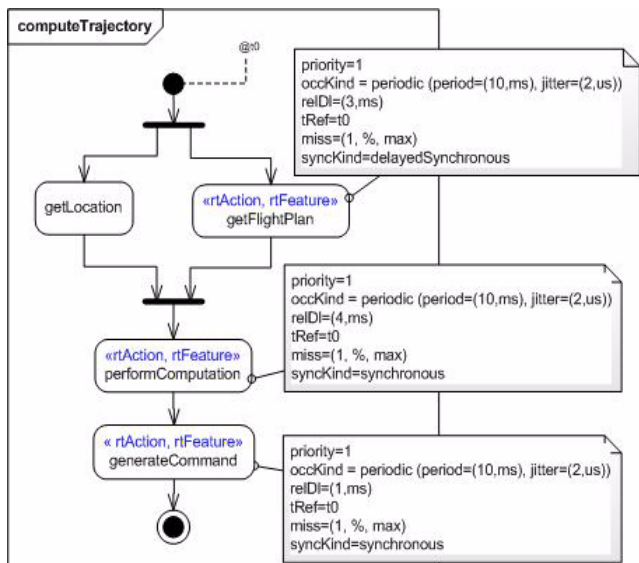 computeTrajectory
@t0
priority=1
occKind = periodic (period=(10,ms), jitter=(2,us))
relDl=(3,ms)
tRef=t0
miss=(1, %, max)
syncKind=delayedSynchronous
getLocation
«rtAction, rtFeature»
getFlightPlan
priority=1
occKind = periodic (period=(10,ms), jitter=(2,us))
relDl=(4,ms)
tRef=t0
miss=(1, %, max)
syncKind=synchronous
«rtAction, rtFeature»
performComputation
« rtAction, rtFeature»
generateCommand
priority=1
occKind = periodic (period=(10,ms), jitter=(2,us))
relDl=(1,ms)
tRef=t0
miss=(1, %, max)
syncKind=synchronous